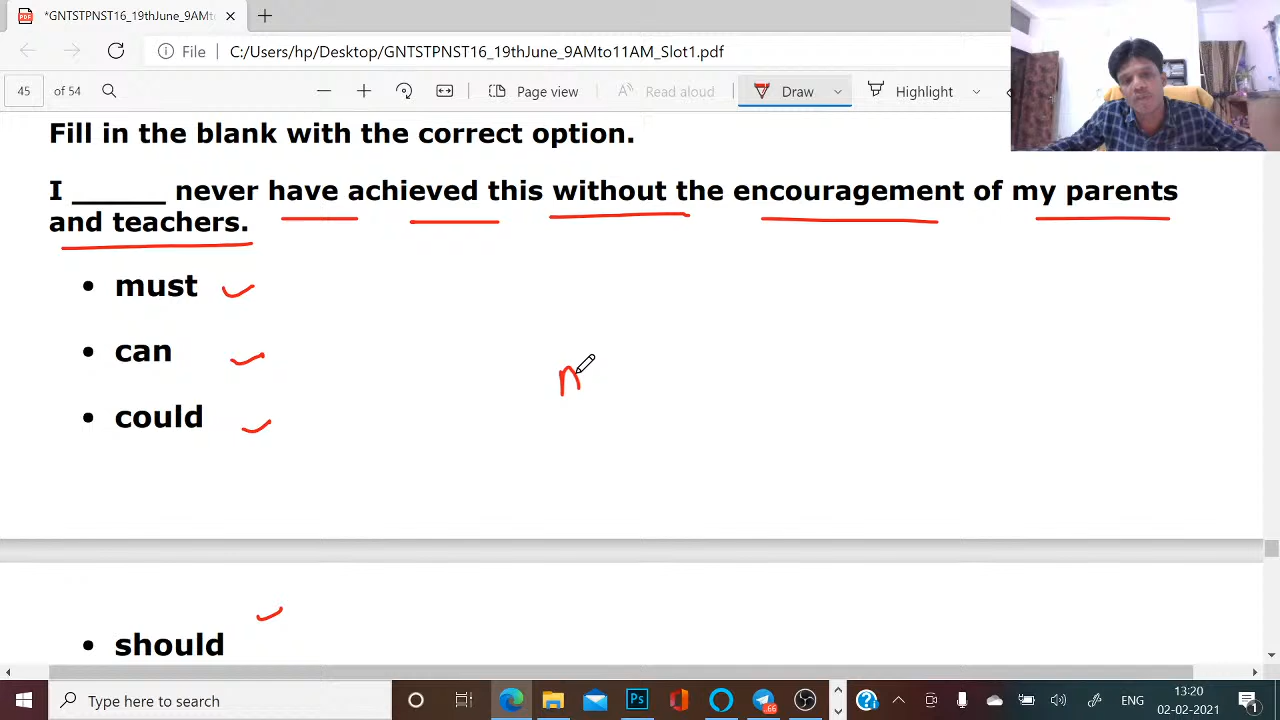 *GNTSTPNST16_19thJune_9AMt
File C:/Users/hp/Desktop/GNTSTPNST16_19thJune_9AMto11AM_Slot1.pdf
45 of 54 Page view Read aloud Draw Highlight
Fill in the blank with the correct option.
I ______ never have achieved this without the encouragement of my parents
and teachers.
• must
• can
• could
n
• should
Type here to search
ENG
13:20
02-02-2021